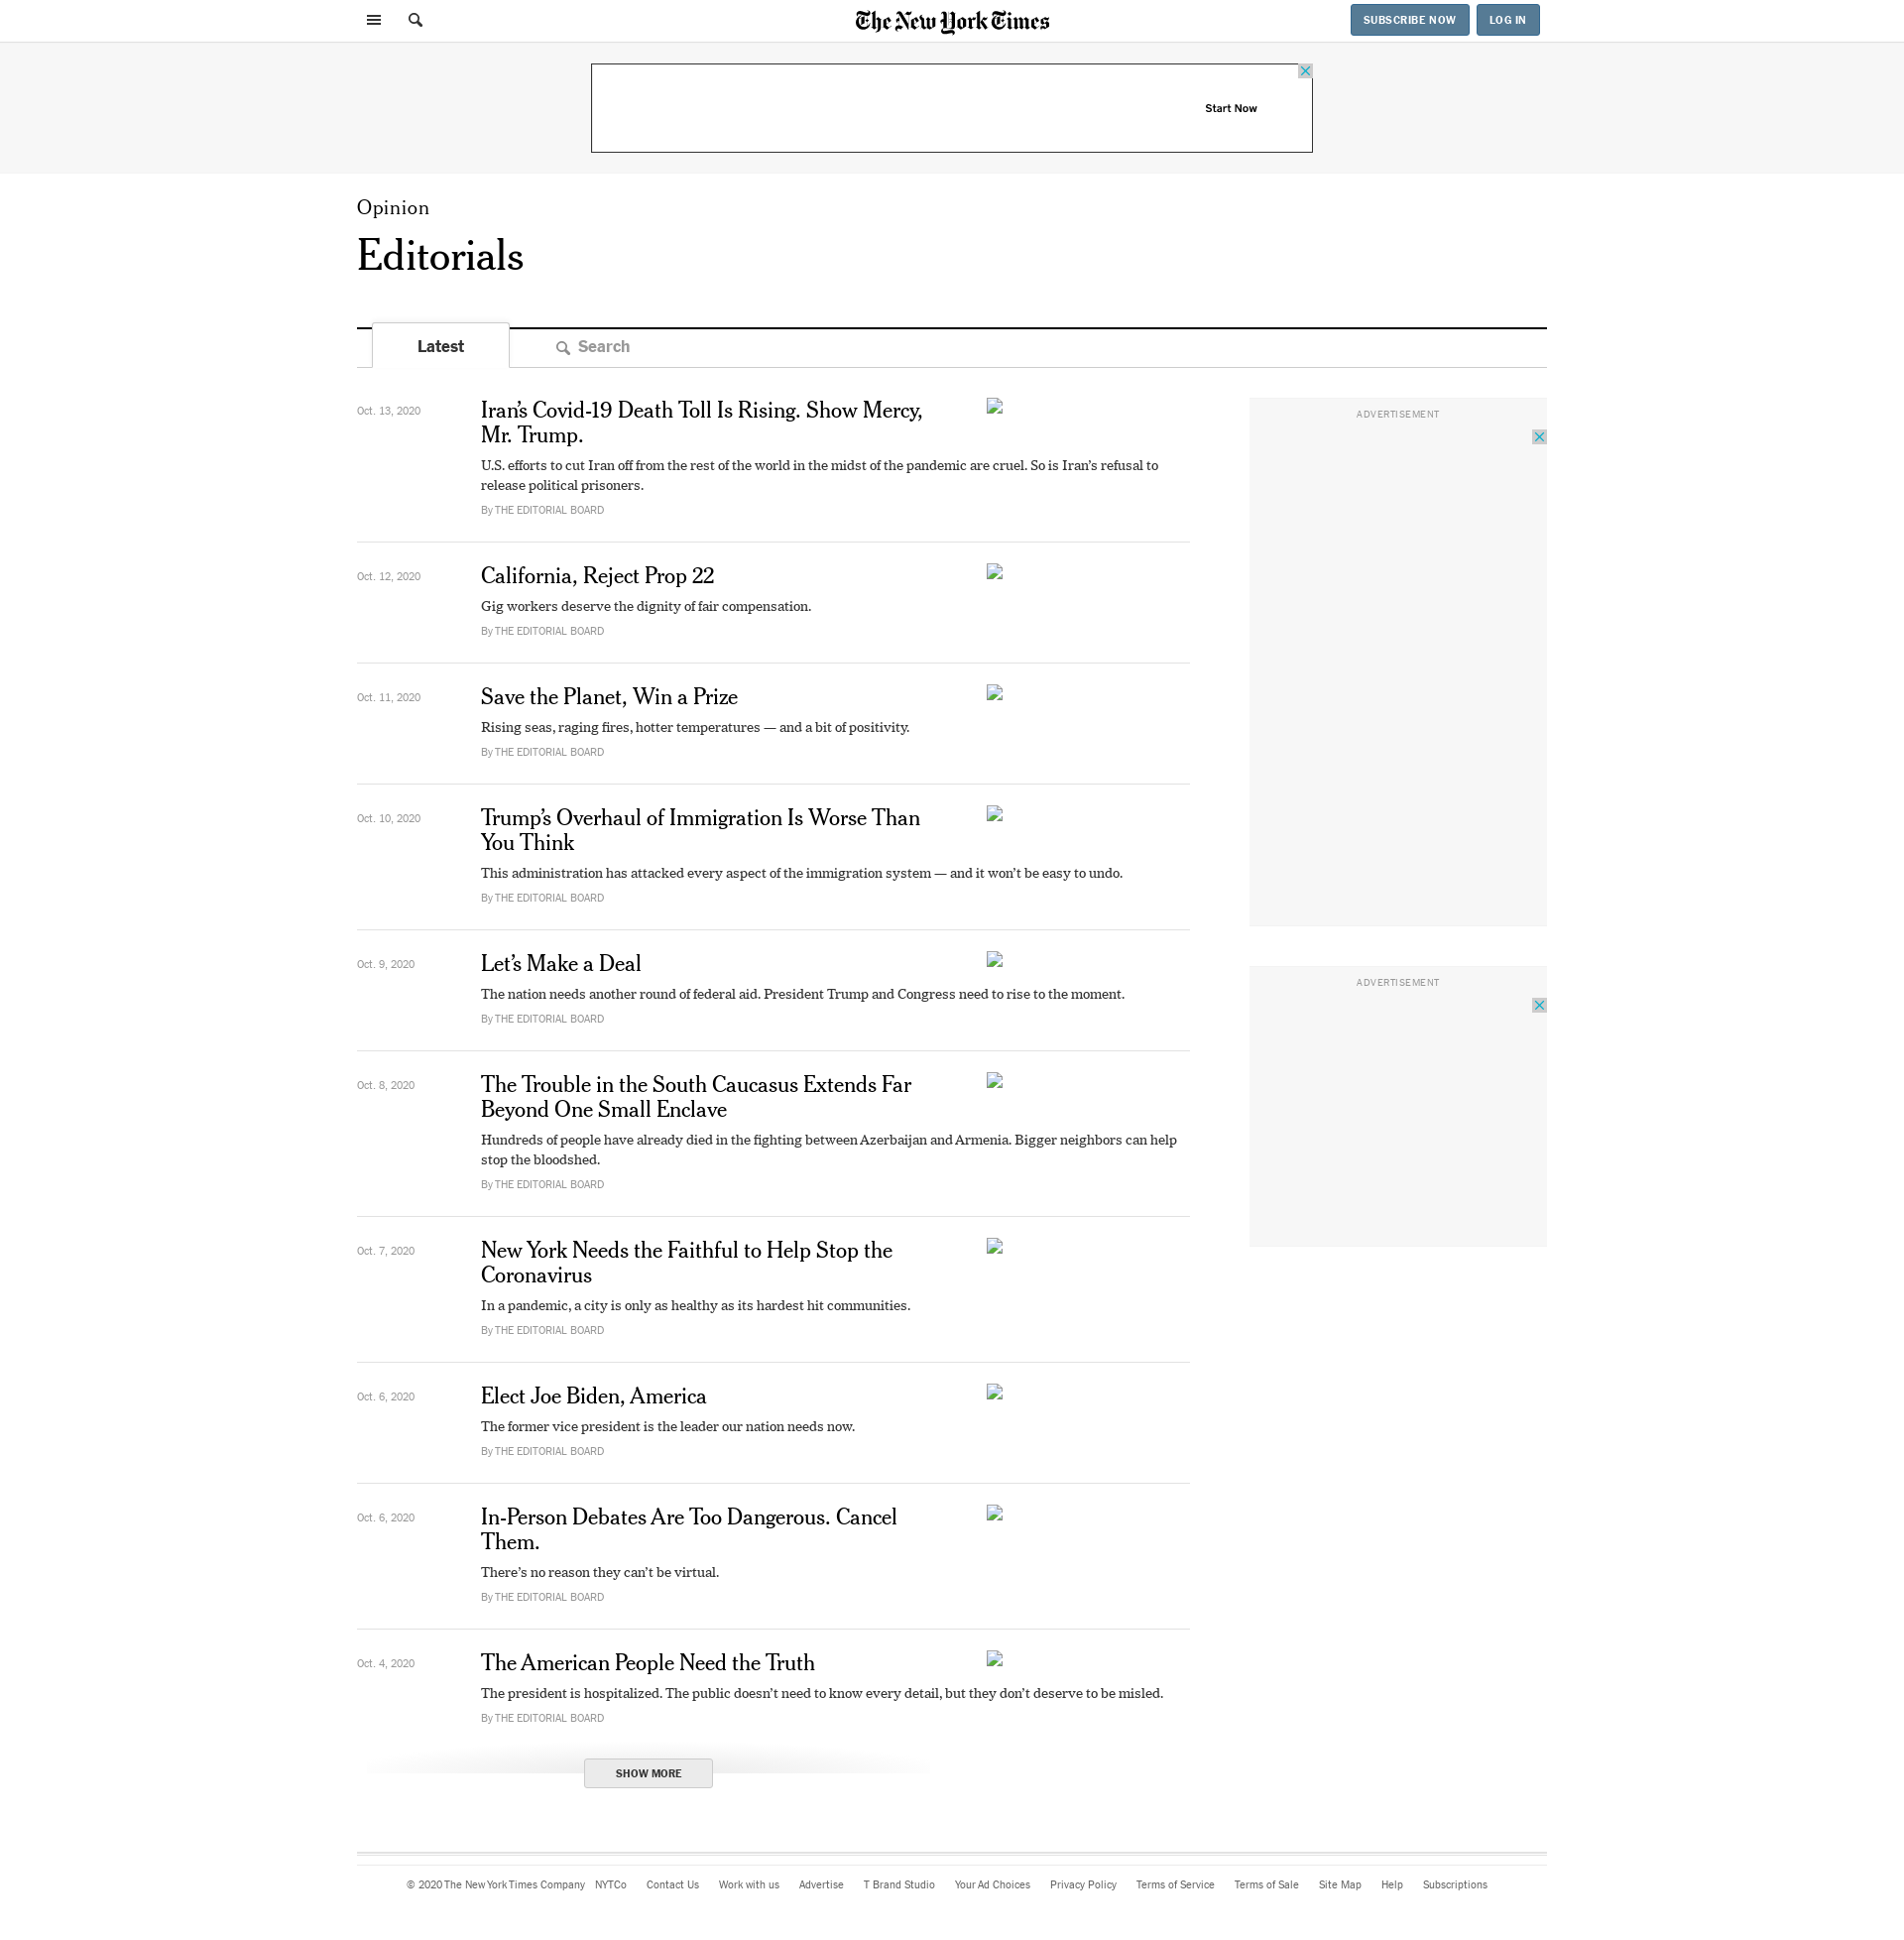 The New York Times
SUBSCRIBE NOW
LOG IN
Start Now
Opinion
Editorials
Latest
Search
Oct. 13, 2020
Iran’s Covid-19 Death Toll Is Rising. Show Mercy,
Mr. Trump.
U.S. efforts to cut Iran off from the rest of the world in the midst of the pandemic are cruel. So is Iran’s refusal to
release political prisoners.
By THE EDITORIAL BOARD
ADVERTISEMENT
Oct. 12, 2020
California, Reject Prop 22
Gig workers deserve the dignity of fair compensation.
By THE EDITORIAL BOARD
Oct. 11, 2020
Save the Planet, Win a Prize
Rising seas, raging fires, hotter temperatures — and a bit of positivity.
By THE EDITORIAL BOARD
Oct. 10, 2020
Trump’s Overhaul of Immigration Is Worse Than
You Think
This administration has attacked every aspect of the immigration system — and it won’t be easy to undo.
By THE EDITORIAL BOARD
Oct. 9, 2020
Let’s Make a Deal
The nation needs another round of federal aid. President Trump and Congress need to rise to the moment.
By THE EDITORIAL BOARD
ADVERTISEMENT
Oct. 8, 2020
The Trouble in the South Caucasus Extends Far
Beyond One Small Enclave
Hundreds of people have already died in the fighting between Azerbaijan and Armenia. Bigger neighbors can help
stop the bloodshed.
By THE EDITORIAL BOARD
Oct. 7, 2020
New York Needs the Faithful to Help Stop the
Coronavirus
In a pandemic, a city is only as healthy as its hardest hit communities.
By THE EDITORIAL BOARD
Oct. 6, 2020
Elect Joe Biden, America
The former vice president is the leader our nation needs now.
By THE EDITORIAL BOARD
Oct. 6, 2020
In-Person Debates Are Too Dangerous. Cancel
Them.
There’s no reason they can’t be virtual.
By THE EDITORIAL BOARD
Oct. 4, 2020
The American People Need the Truth
The president is hospitalized. The public doesn’t need to know every detail, but they don’t deserve to be misled.
By THE EDITORIAL BOARD
SHOW MORE
© 2020 The New York Times Company NYTCo Contact Us Work with us Advertise T Brand Studio Your Ad Choices Privacy Policy Terms of Service Terms of Sale Site Map Help Subscriptions